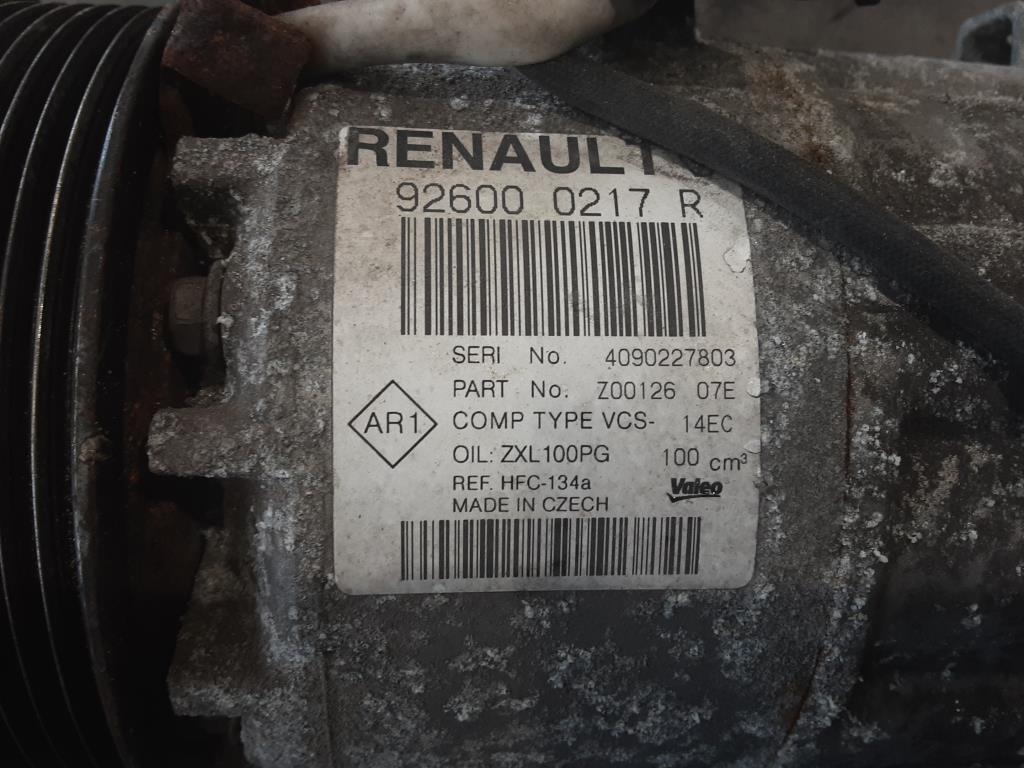 RENAULT
92600 0217 R
SERI No. 4090227803
PART No. Z00126 07E
AR1
COMP TYPE VCS- 14EC
OIL: ZXL100PG 100 cm³
REF. HFC-134a
Valeo
MADE IN CZECH